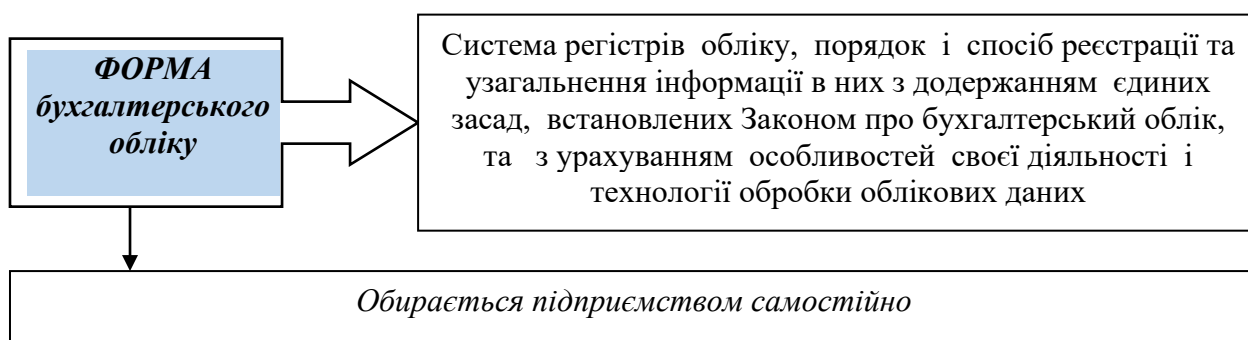 ФОРМА
бухгалтерського
обліку
Система регістрів обліку, порядок і спосіб реєстрації та
узагальнення інформації в них з додержанням єдиних
засад, встановлених Законом про бухгалтерський облік,
та з урахуванням особливостей своєї діяльності і
технології обробки облікових даних
Обирається підприємством самостійно